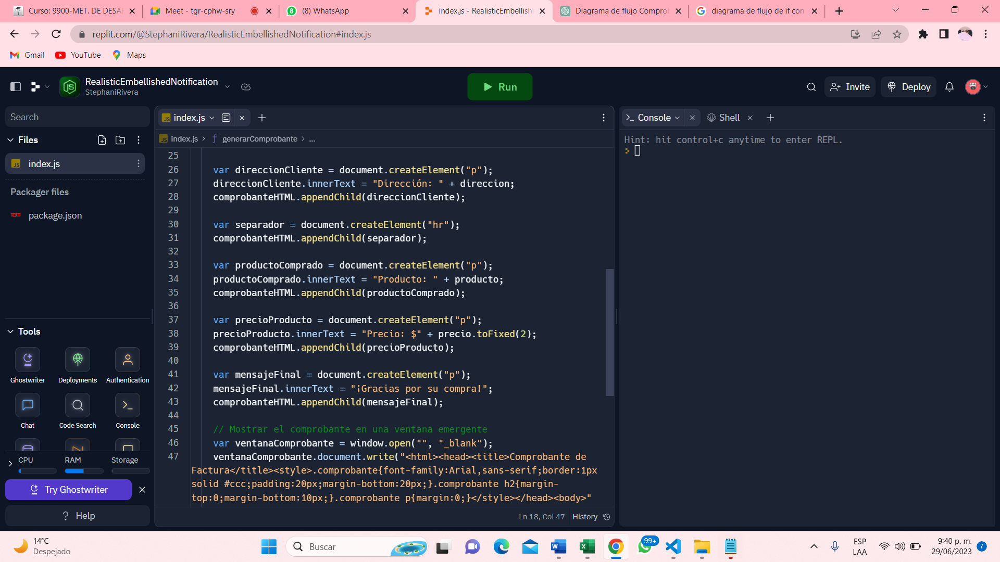 Curso: 9900-MET. DE DESAR
Meet - tgr-cphw-sry
(8) WhatsApp
index.js - RealisticEmbellishe
Diagrama de flujo Comprob
diagrama de flujo de if con
replit.com/@StephaniRivera/RealisticEmbellishedNotification#index.js
Gmail
YouTube
Maps
RealisticEmbellishedNotification
StephaniRivera
Run
Invite
Deploy
Search
Files
index.js
Packager files
package.json
Tools
Ghostwriter
Deployments
Authentication
Chat
Code Search
Console
CPU
RAM
Storage
Try Ghostwriter
? Help
JS index.js
JS index.js > f generarComprobante > ...
25
26 var direccionCliente = document.createElement("p");
27 direccionCliente.innerText = "Dirección: " + direccion;
28 comprobanteHTML.appendChild(direccionCliente);
29
30 var separador = document.createElement("hr");
31 comprobanteHTML.appendChild(separador);
32
33 var productoComprado = document.createElement("p");
34 productoComprado.innerText = "Producto: " + producto;
35 comprobanteHTML.appendChild(productoComprado);
36
37 var precioProducto = document.createElement("p");
38 precioProducto.innerText = "Precio: $" + precio.toFixed(2);
39 comprobanteHTML.appendChild(precioProducto);
40
41 var mensajeFinal = document.createElement("p");
42 mensajeFinal.innerText = "¡Gracias por su compra!";
43 comprobanteHTML.appendChild(mensajeFinal);
44
45 // Mostrar el comprobante en una ventana emergente
46 var ventanaComprobante = window.open("", "_blank");
47 ventanaComprobante.document.write("<html><head><title>Comprobante de
Factura</title><style>.comprobante{font-family:Arial,sans-serif;border:1px
solid #ccc;padding:20px;margin-bottom:20px;}.comprobante h2{margin-
top:0;margin-bottom:10px;}.comprobante p{margin:0;}</style></head><body>"
Ln 18, Col 47
History
Console
Shell
Hint: hit control+c anytime to enter REPL.
>
14°C
Despejado
Buscar
99+
ESP
LAA
9:40 p. m.
29/06/2023
7